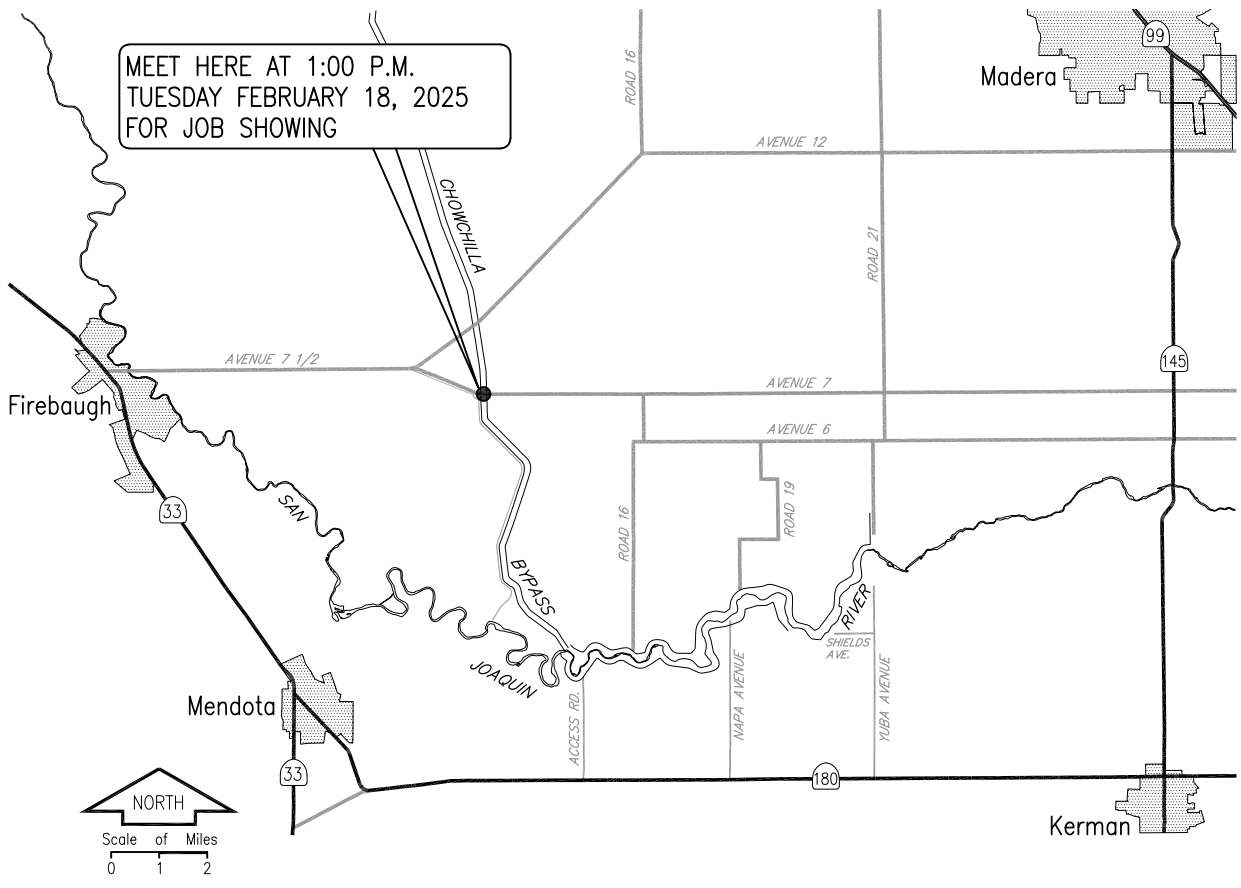 MEET HERE AT 1:00 P.M.
TUESDAY FEBRUARY 18, 2025
FOR JOB SHOWING
99
Madera
ROAD 16
AVENUE 12
CHOWCHILLA
ROAD 21
AVENUE 7 1/2
145
AVENUE 7
Firebaugh
AVENUE 6
33
SAN
ROAD 19
ROAD 16
BYPASS
RIVER
SHIELDS
AVE.
JOAQUIN
Mendota
ACCESS RD.
NAPA AVENUE
YUBA AVENUE
33
180
NORTH
Kerman
Scale of Miles
0 1 2